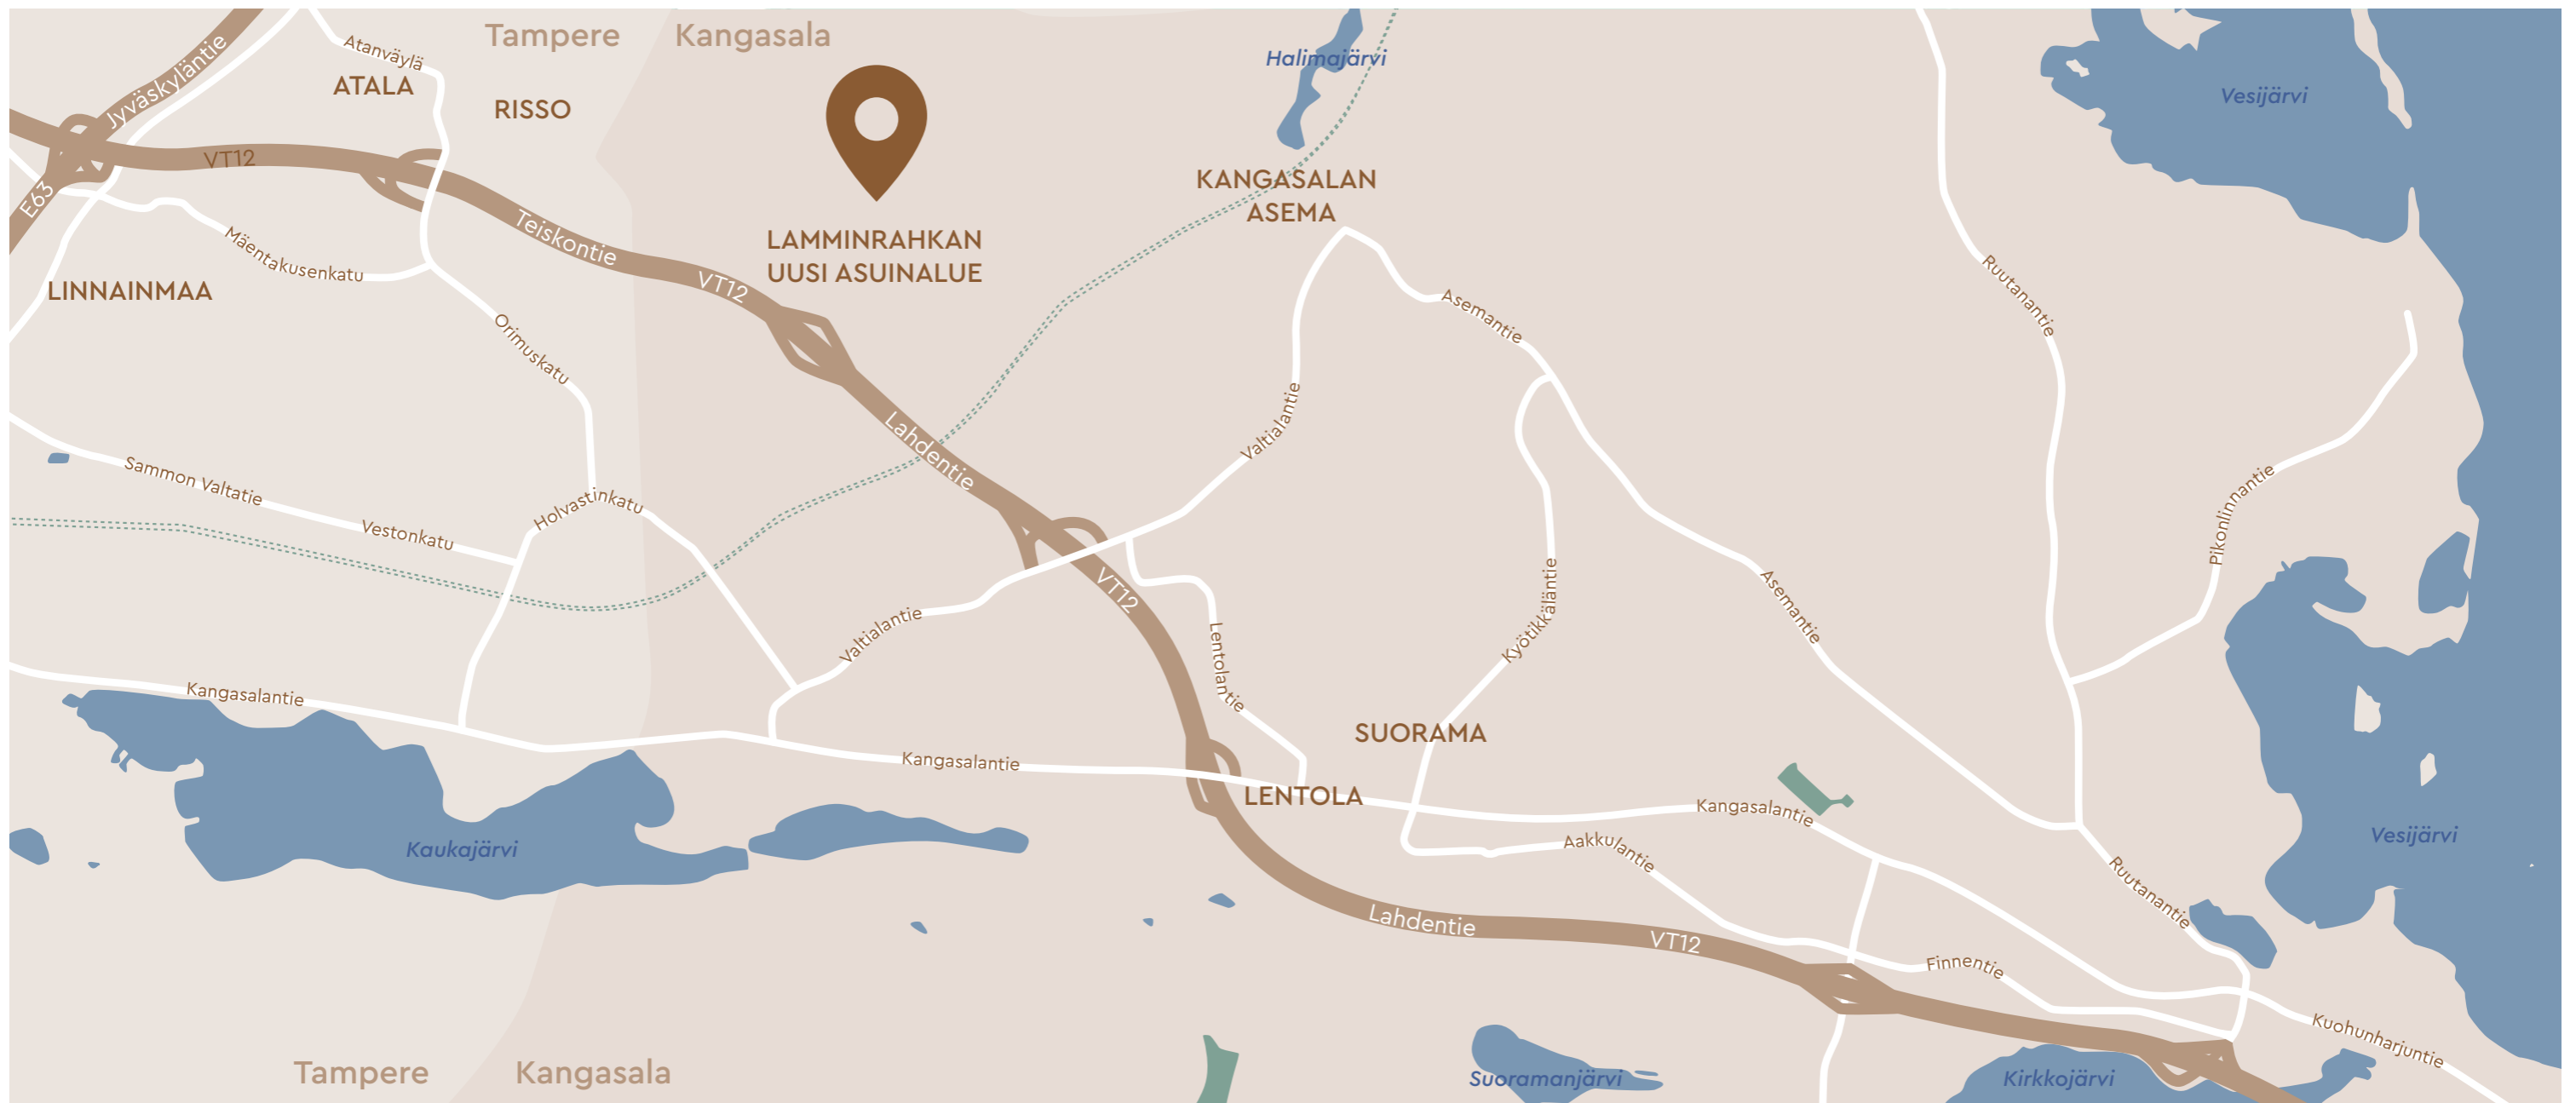 Tampere
Kangasala
Jyväskyläntie
Atanväylä
ATALA
RISSO
Halimajärvi
Vesijärvi
VT12
E63
KANGASALAN
ASEMA
Teiskontie
Mäentakusenkatu
LINNAINMAA
LAMMINRAHKAN
UUSI ASUINALUE
VT12
Ruutanantie
Asemantie
Orimuskatu
Lahdentie
Valtialantie
Sammon Valtatie
Vestonkatu
Holvastinkatu
Pikonlinnantie
VT12
Kyötikkäläntie
Asemantie
Valtialantie
Lentolantie
Kangasalantie
SUORAMA
Kangasalantie
LENTOLA
Kangasalantie
Kaukajärvi
Aakkulantie
Vesijärvi
Ruutanantie
Lahdentie
VT12
Finnentie
Kuohunharjuntie
Tampere
Kangasala
Suoramanjärvi
Kirkkojärvi